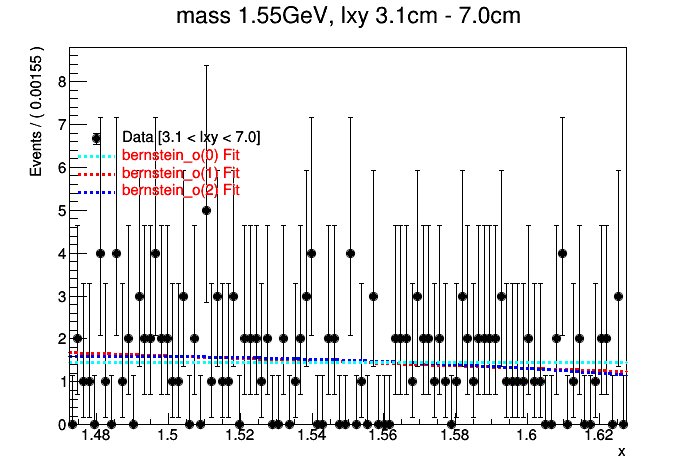 mass 1.55GeV, lxy 3.1cm - 7.0cm
Events / ( 0.00155 )
8
7
6
5
4
3
2
1
0
Data [3.1 < lxy < 7.0]
bernstein_o(0) Fit
bernstein_o(1) Fit
bernstein_o(2) Fit
1.48 1.5 1.52 1.54 1.56 1.58 1.6 1.62
x